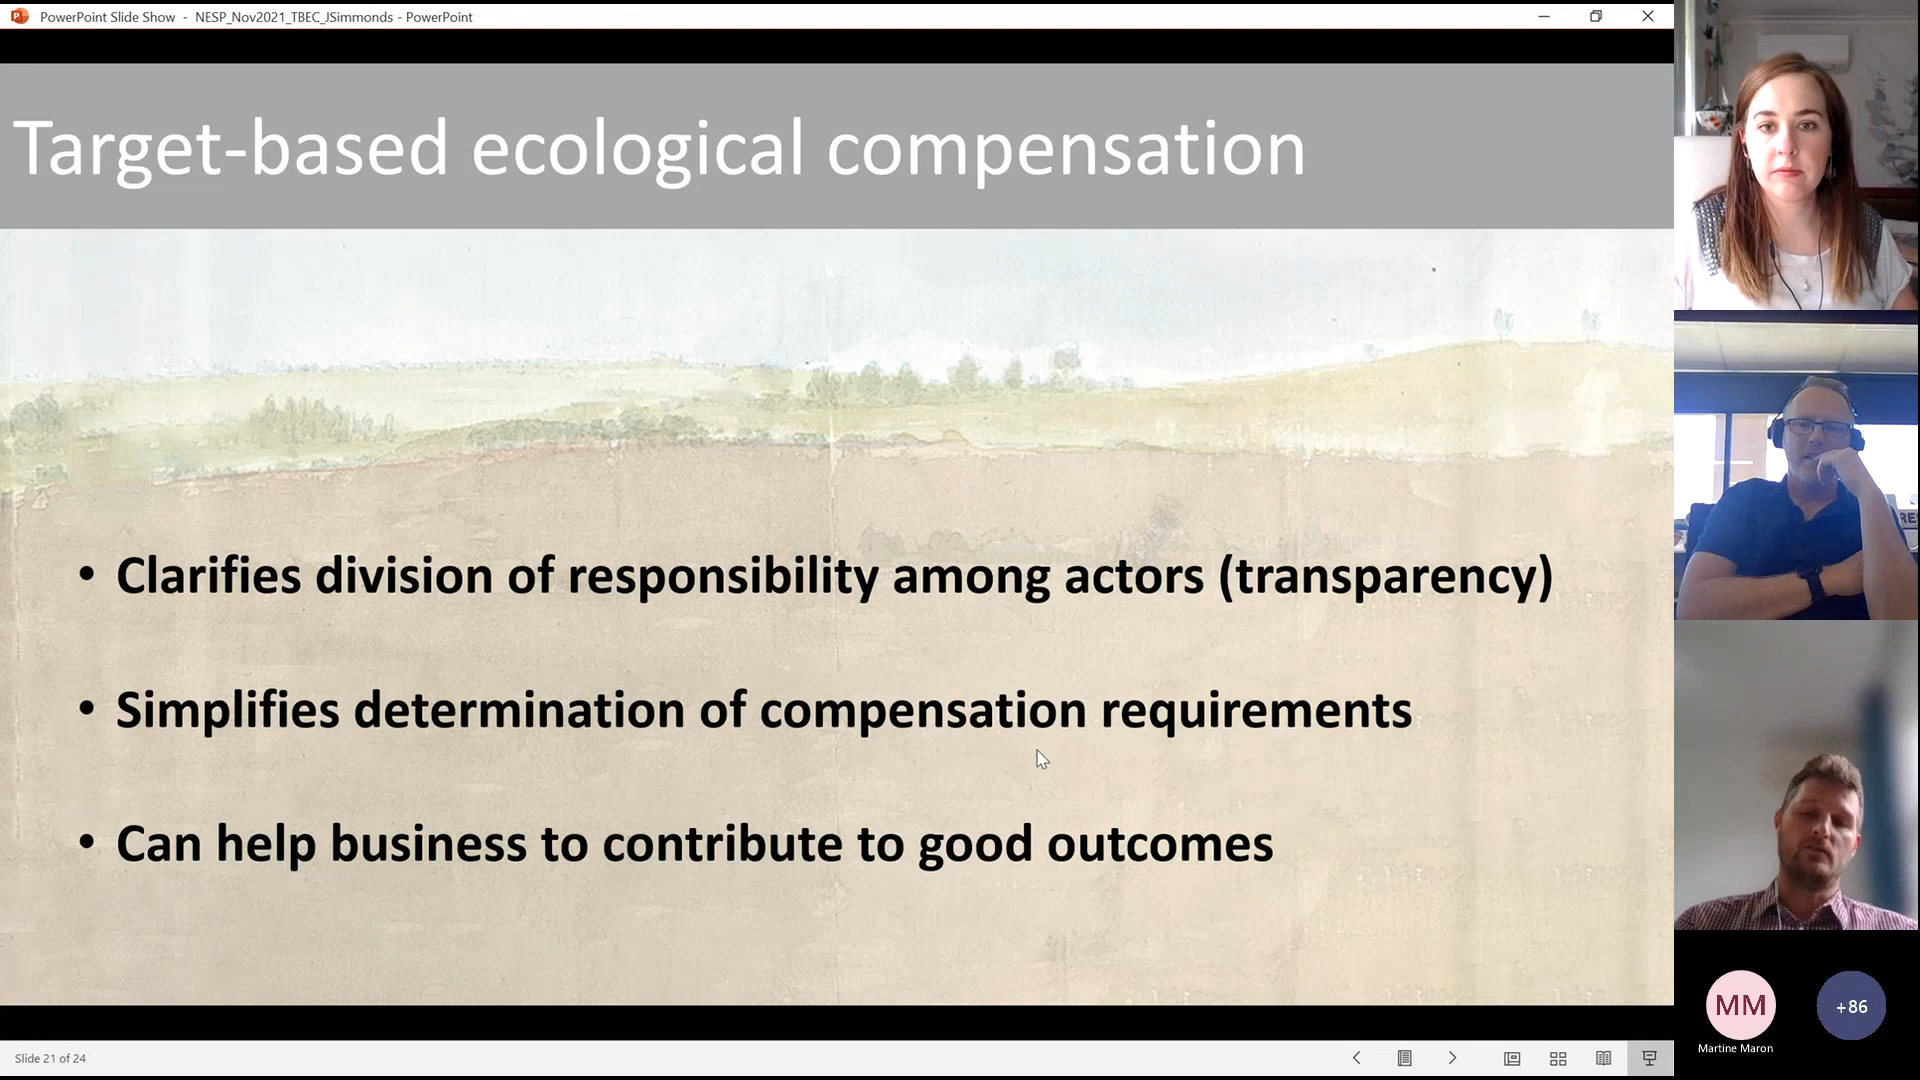 PowerPoint Slide Show - NESP_Nov2021_TBEC_JSimmonds - PowerPoint
Target-based ecological compensation
• Clarifies division of responsibility among actors (transparency)
• Simplifies determination of compensation requirements
• Can help business to contribute to good outcomes
Slide 21 of 24
MM
+86
Martine Maron